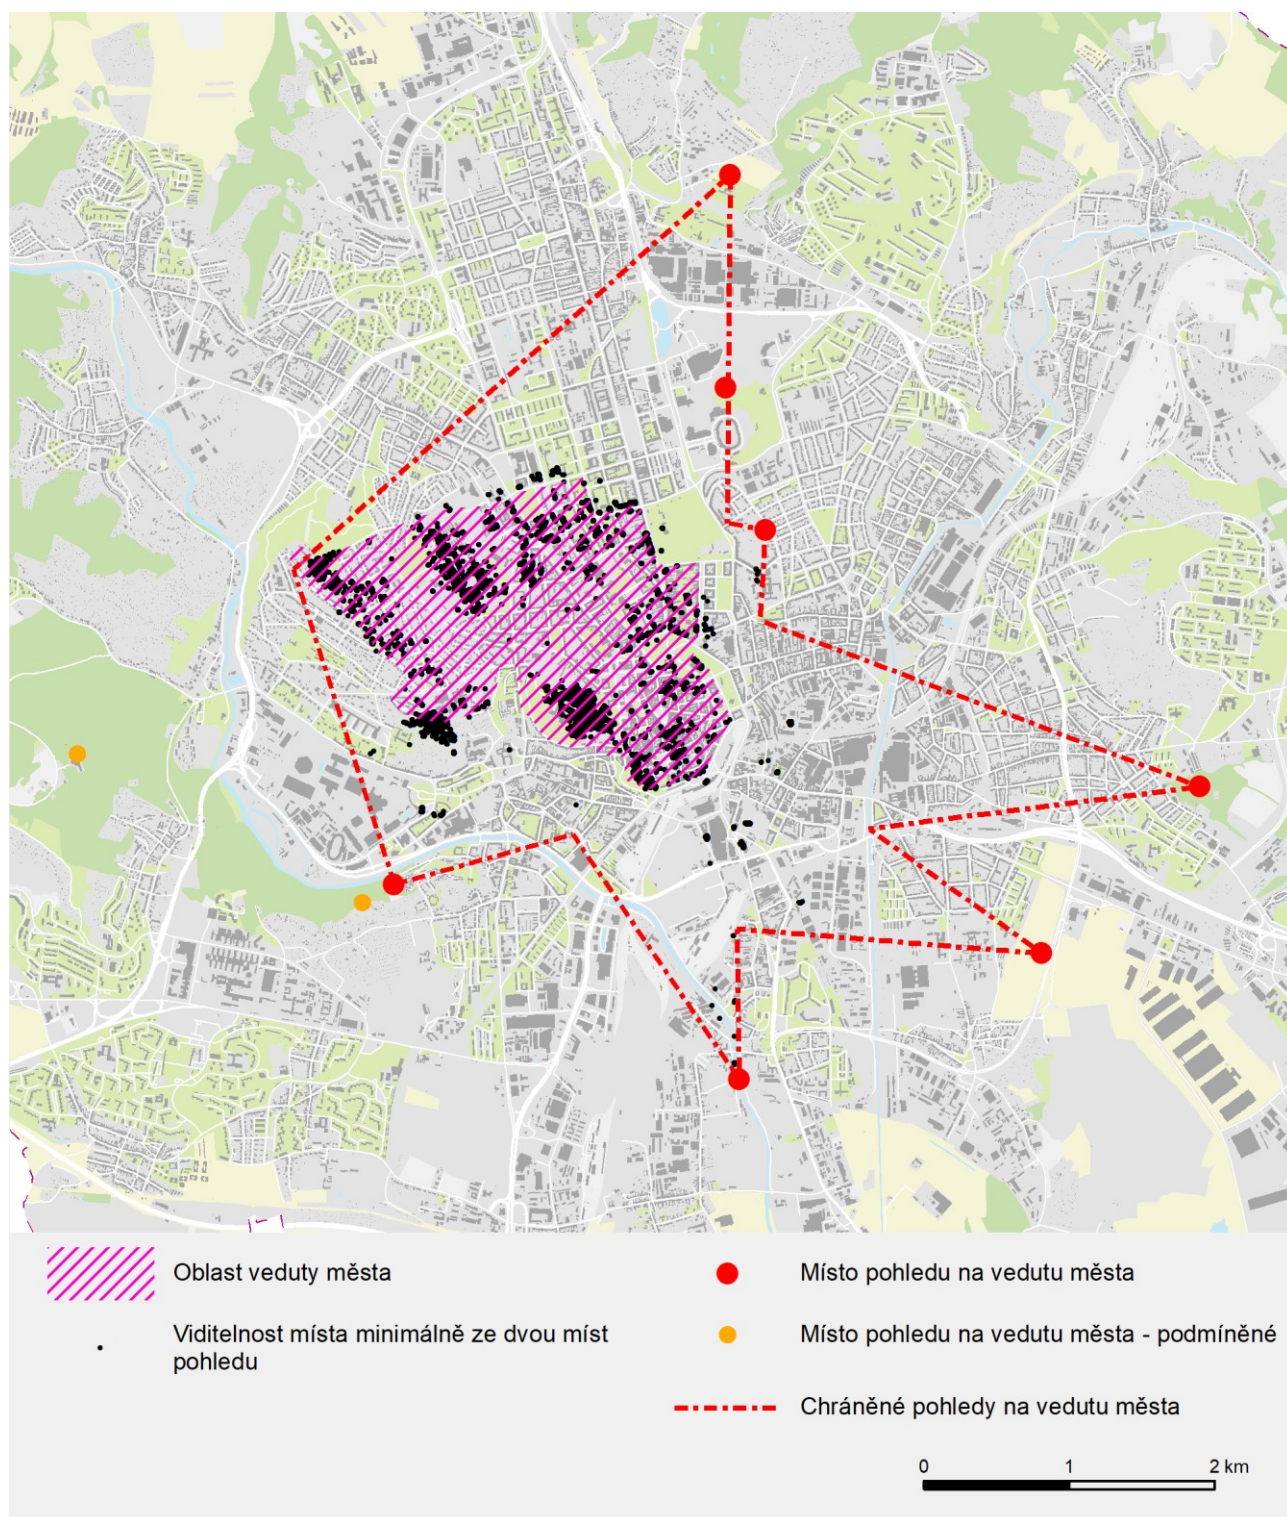 Oblast veduty města
Viditelnost místa minimálně ze dvou míst
pohledu
Místo pohledu na vedutu města
Místo pohledu na vedutu města - podmíněné
Chráněné pohledy na vedutu města
0 1 2 km